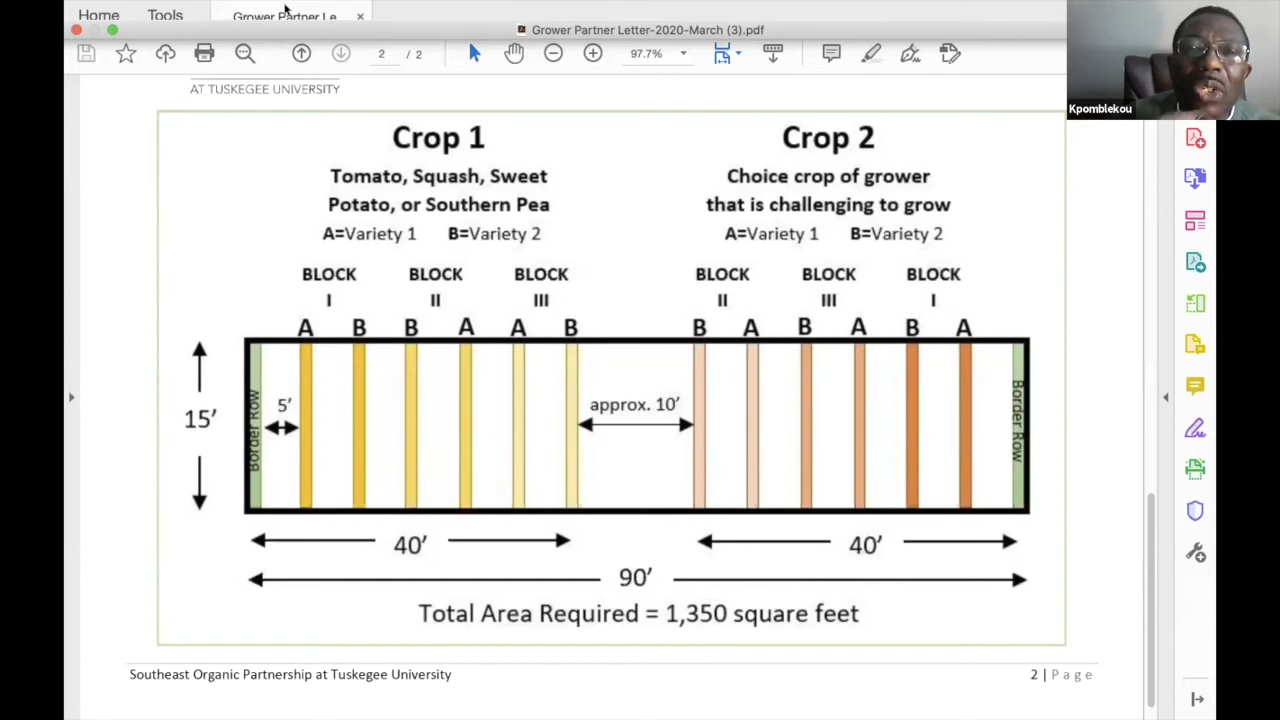 Home
Tools
Grower Partner Le... ×
Grower Partner Letter-2020-March (3).pdf
2 / 2
97.7%
Kpomblekou
AT TUSKEGEE UNIVERSITY
Crop 1
Crop 2
Tomato, Squash, Sweet
Potato, or Southern Pea
Choice crop of grower
that is challenging to grow
A=Variety 1 B=Variety 2
A=Variety 1 B=Variety 2
BLOCK BLOCK BLOCK
I II III
BLOCK BLOCK BLOCK
II III I
A B B A A B
B A B A B A
15’
Border Row
5’
approx. 10’
Border Row
40’
40’
90’
Total Area Required = 1,350 square feet
Southeast Organic Partnership at Tuskegee University
2 | Page